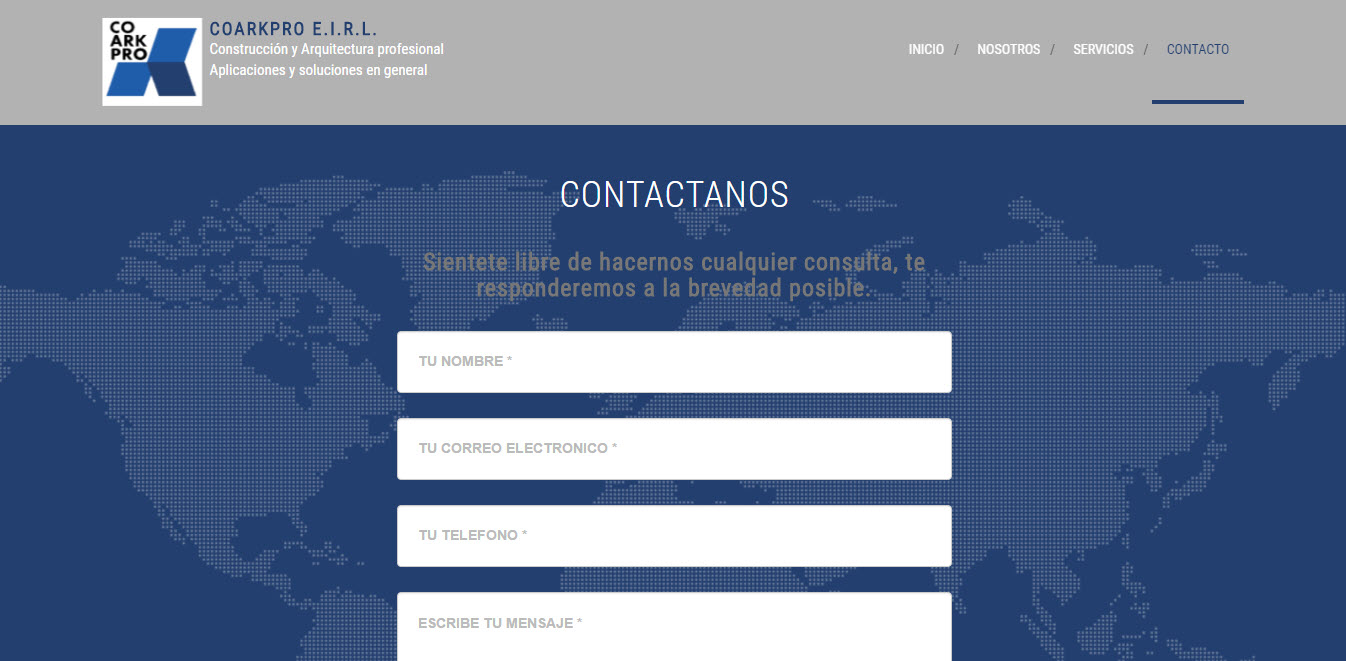 CO
ARK
PRO
COARKPRO E.I.R.L.
Construcción y Arquitectura profesional
Aplicaciones y soluciones en general
INICIO / NOSOTROS / SERVICIOS / CONTACTO
CONTACTANOS
Sientete libre de hacernos cualquier consulta, te
responderemos a la brevedad posible.
TU NOMBRE *
TU CORREO ELECTRONICO *
TU TELEFONO *
ESCRIBE TU MENSAJE *